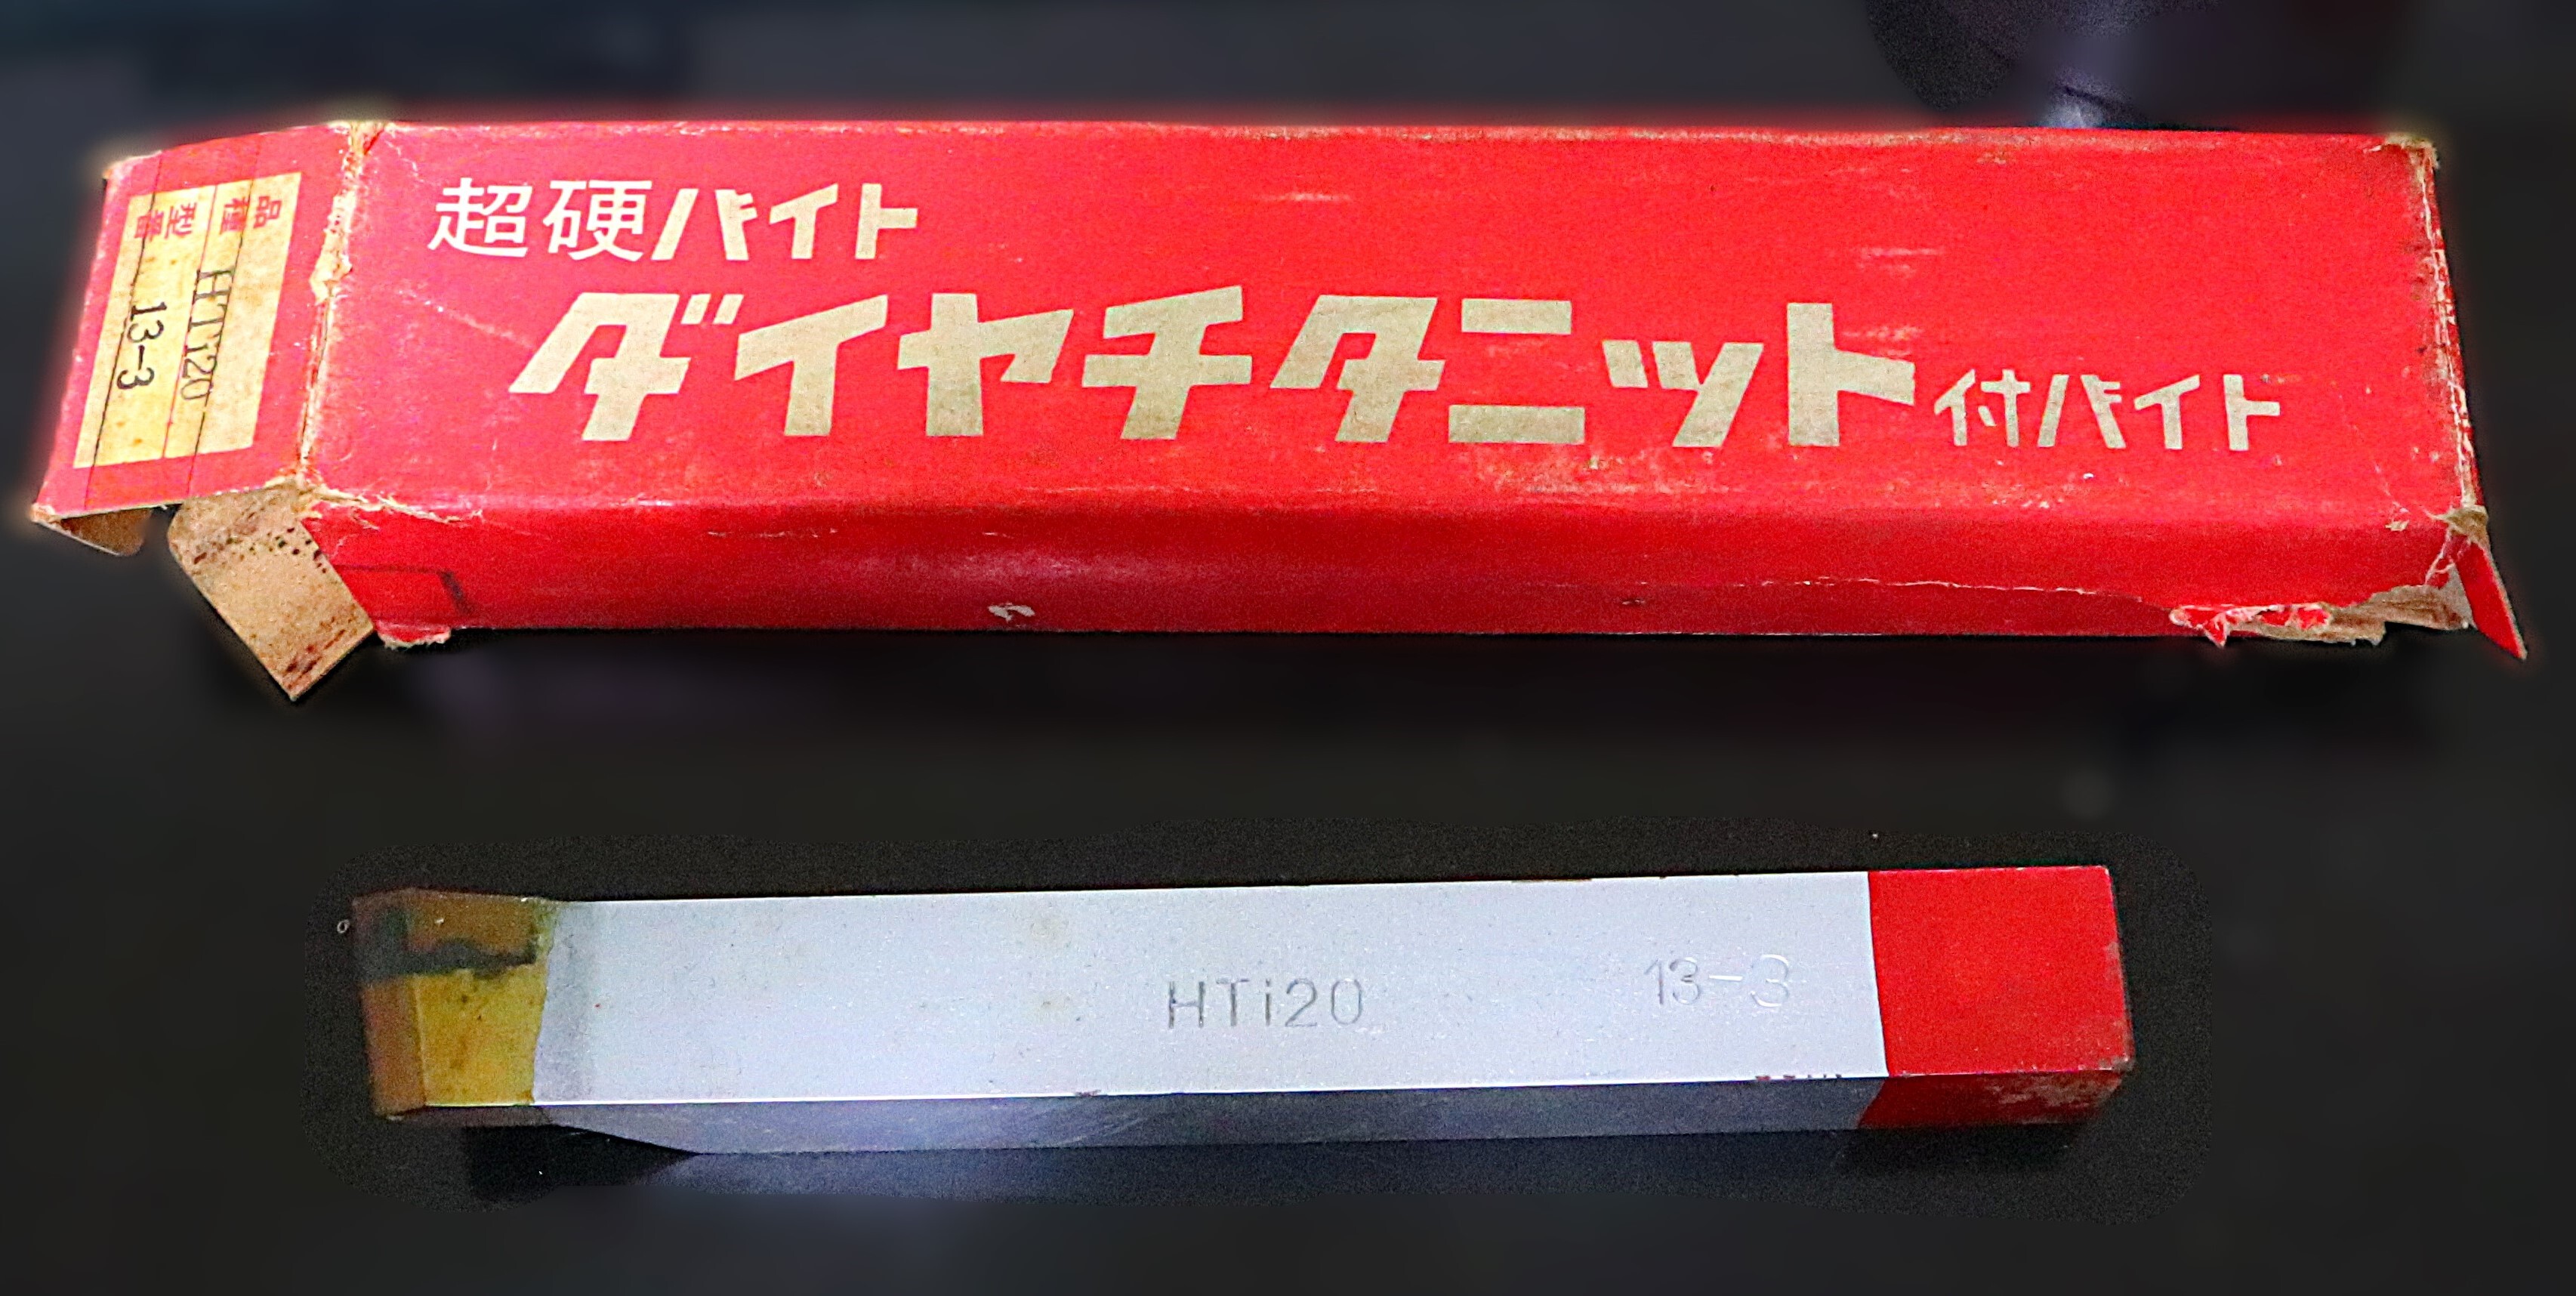 超硬バイト
ダイヤチタニット付バイト
品種 HTi20
型番 13-3
HTi20 13-3